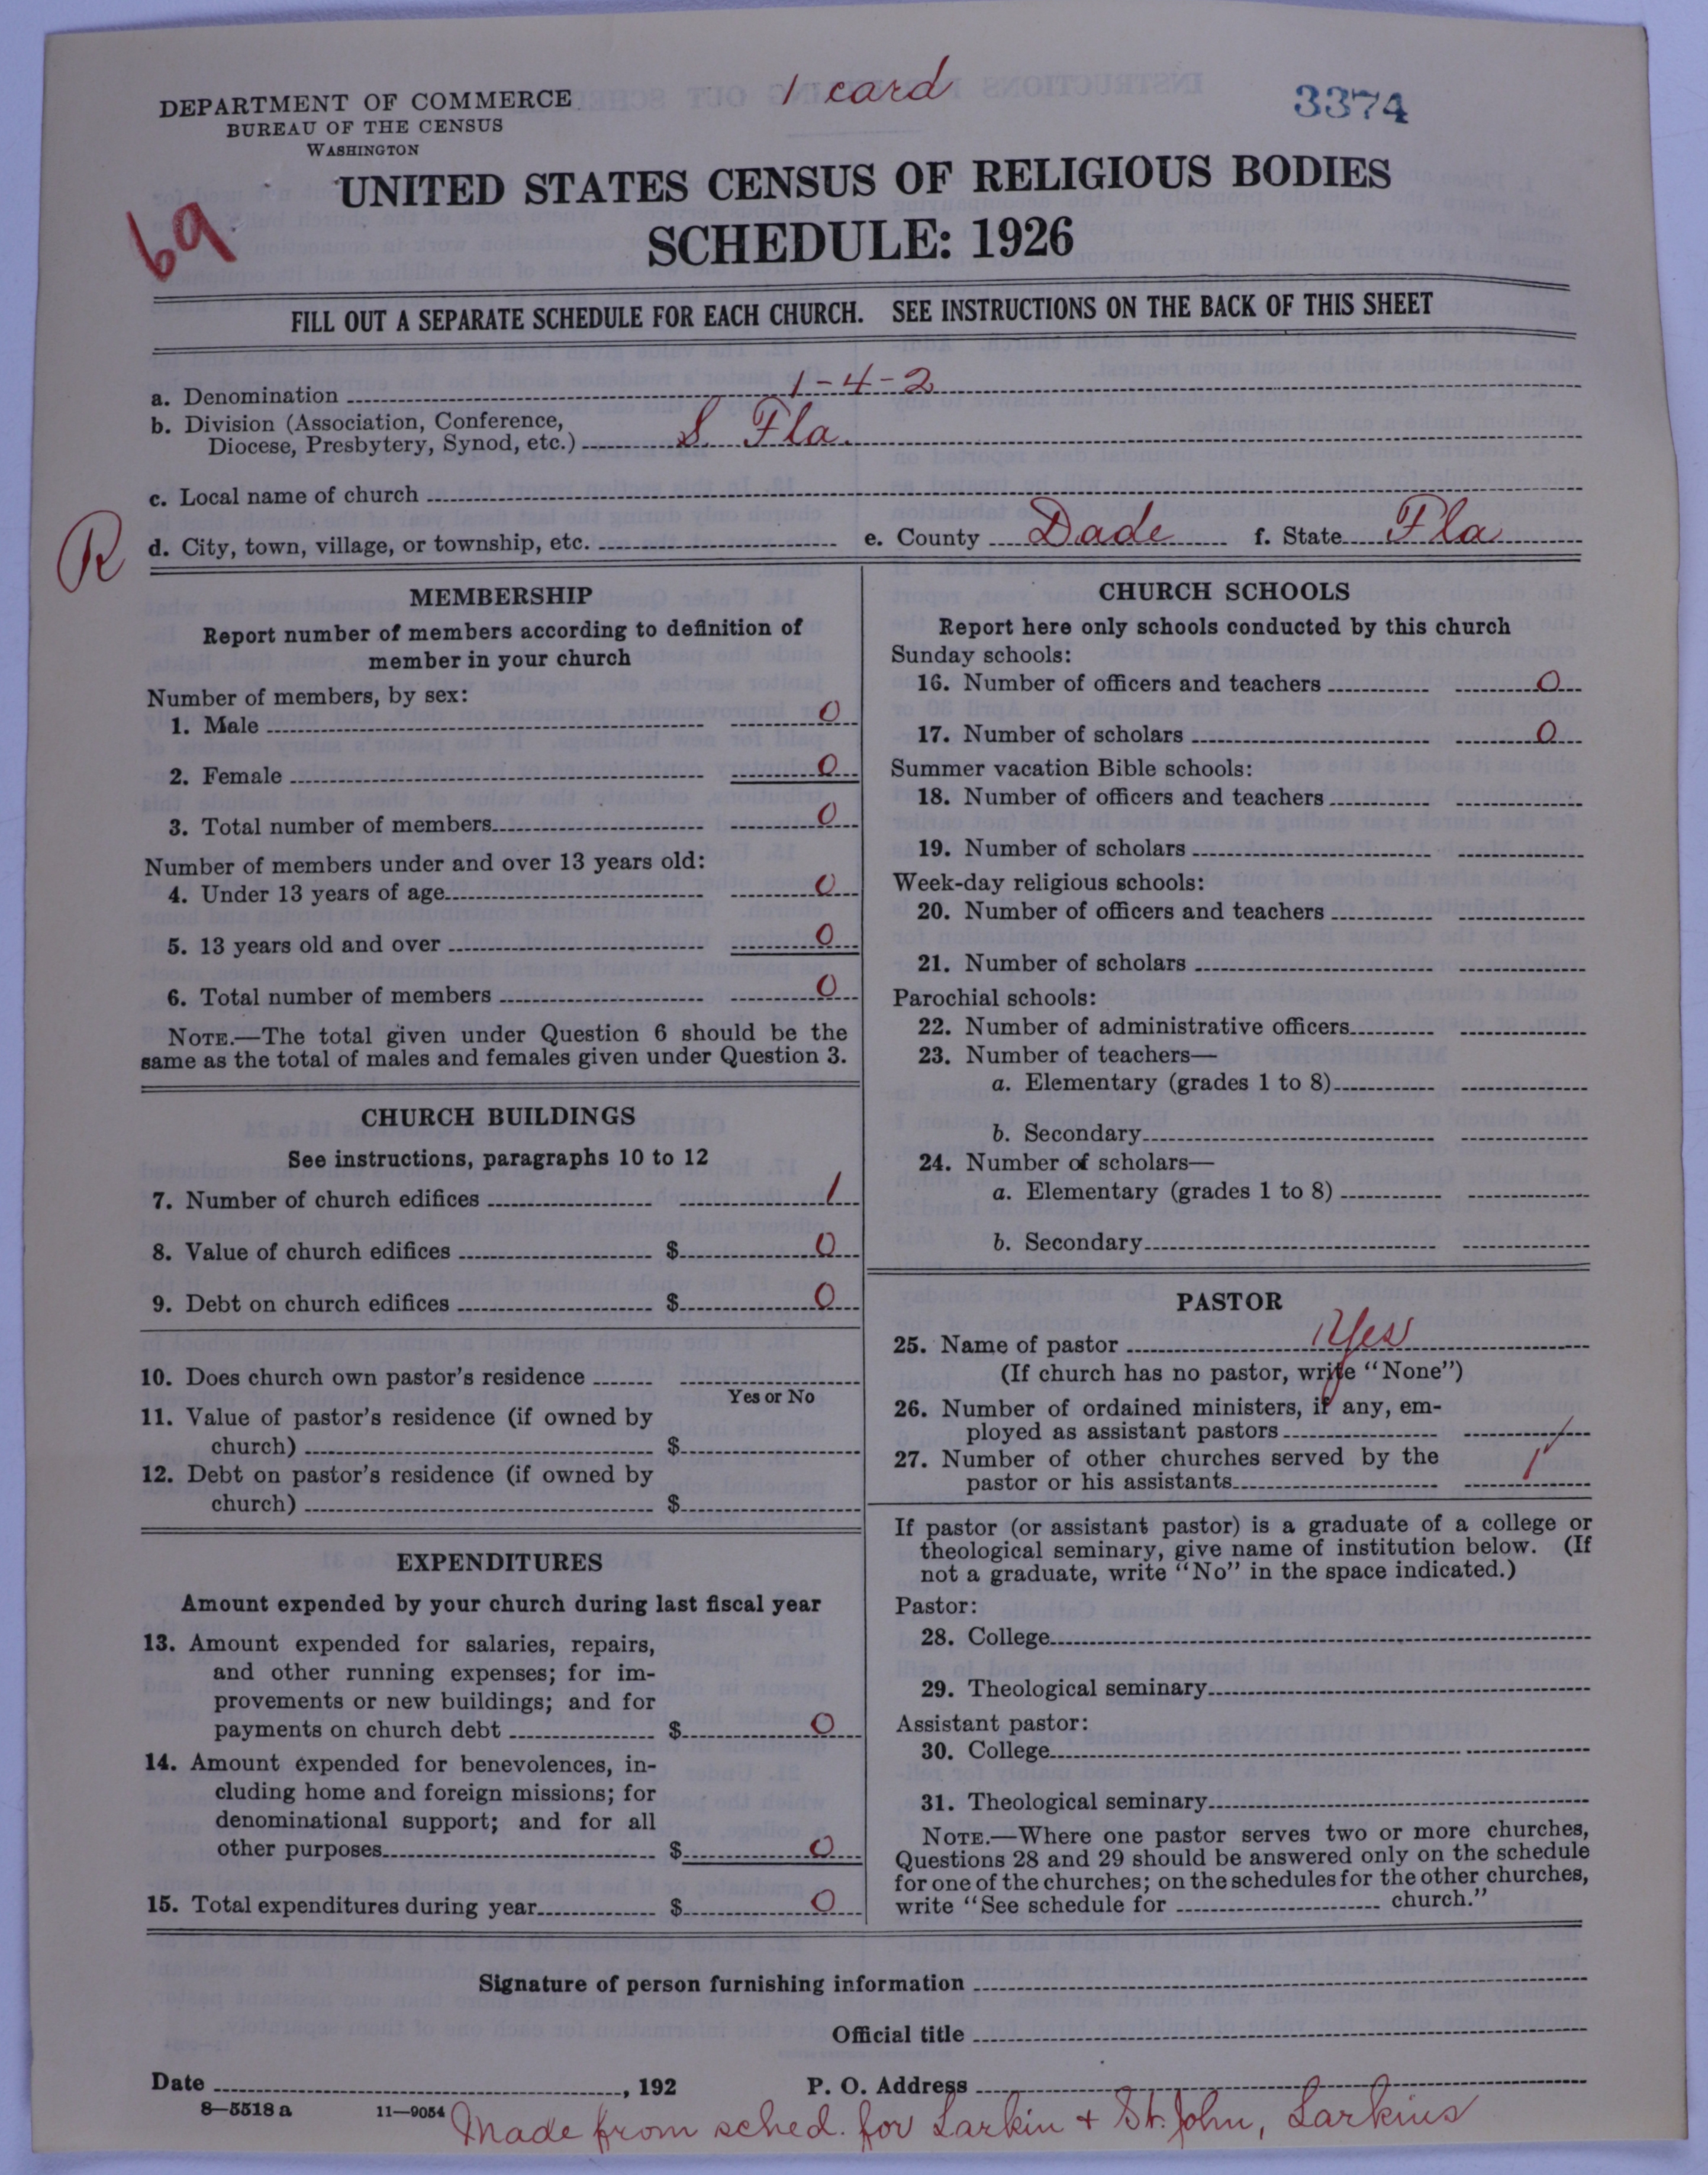 1 card
3374
DEPARTMENT OF COMMERCE
BUREAU OF THE CENSUS
WASHINGTON
UNITED STATES CENSUS OF RELIGIOUS BODIES
SCHEDULE: 1926
69
FILL OUT A SEPARATE SCHEDULE FOR EACH CHURCH. SEE INSTRUCTIONS ON THE BACK OF THIS SHEET
a. Denomination 1-4-2
b. Division (Association, Conference,
Diocese, Presbytery, Synod, etc.) S. Fla.
c. Local name of church
R
d. City, town, village, or township, etc. e. County Dade f. State Fla
MEMBERSHIP
Report number of members according to definition of
member in your church
Number of members, by sex:
1. Male 0
2. Female 0
3. Total number of members 0
Number of members under and over 13 years old:
4. Under 13 years of age 0
5. 13 years old and over 0
6. Total number of members 0
NOTE.—The total given under Question 6 should be the
same as the total of males and females given under Question 3.
CHURCH BUILDINGS
See instructions, paragraphs 10 to 12
7. Number of church edifices 1
8. Value of church edifices $ 0
9. Debt on church edifices $ 0
10. Does church own pastor's residence
Yes or No
11. Value of pastor's residence (if owned by
church) $
12. Debt on pastor's residence (if owned by
church) $
EXPENDITURES
Amount expended by your church during last fiscal year
13. Amount expended for salaries, repairs,
and other running expenses; for im-
provements or new buildings; and for
payments on church debt $ 0
14. Amount expended for benevolences, in-
cluding home and foreign missions; for
denominational support; and for all
other purposes $ 0
15. Total expenditures during year $ 0
CHURCH SCHOOLS
Report here only schools conducted by this church
Sunday schools:
16. Number of officers and teachers 0
17. Number of scholars 0
Summer vacation Bible schools:
18. Number of officers and teachers
19. Number of scholars
Week-day religious schools:
20. Number of officers and teachers
21. Number of scholars
Parochial schools:
22. Number of administrative officers
23. Number of teachers—
a. Elementary (grades 1 to 8)
b. Secondary
24. Number of scholars—
a. Elementary (grades 1 to 8)
b. Secondary
PASTOR
25. Name of pastor Yes
(If church has no pastor, write "None")
26. Number of ordained ministers, if any, em-
ployed as assistant pastors
27. Number of other churches served by the
pastor or his assistants 1 ✓
If pastor (or assistant pastor) is a graduate of a college or
theological seminary, give name of institution below. (If
not a graduate, write "No" in the space indicated.)
Pastor:
28. College
29. Theological seminary
Assistant pastor:
30. College
31. Theological seminary
NOTE.—Where one pastor serves two or more churches,
Questions 28 and 29 should be answered only on the schedule
for one of the churches; on the schedules for the other churches,
write "See schedule for church."
Signature of person furnishing information
Official title
Date , 192 P. O. Address
8—5518 a 11—9054
Made from sched. for Larkin + St. John, Larkins